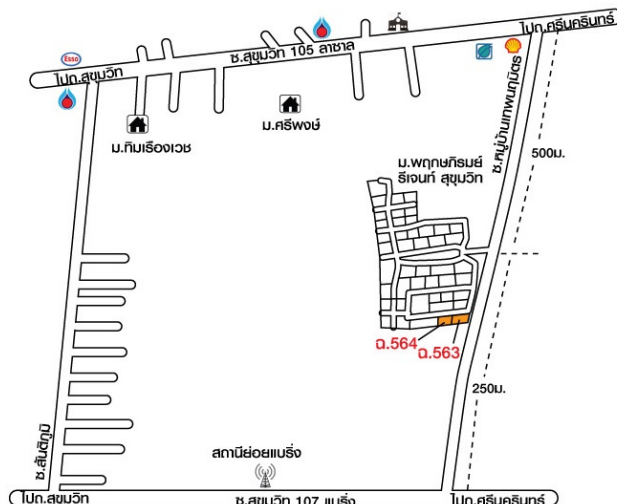 ไปถ.ศรีนครินทร์
ซ.สุขุมวิท 105 ลาซาล
Esso
ไปถ.สุขุมวิท
ม.ทิมเรืองเวช
ม.ศรีพงษ์
ซ.หมู่บ้านเทพนฤมิตร
ม.พฤกษภิรมย์
รีเจนท์ สุขุมวิท
500ม.
ฉ.564
ฉ.563
250ม.
ซ.สันติภูมิ
สถานีย่อยแบริ่ง
ไปถ.สุขุมวิท
ซ.สุขุมวิท 107 แบริ่ง
ไปถ.ศรีนครินทร์